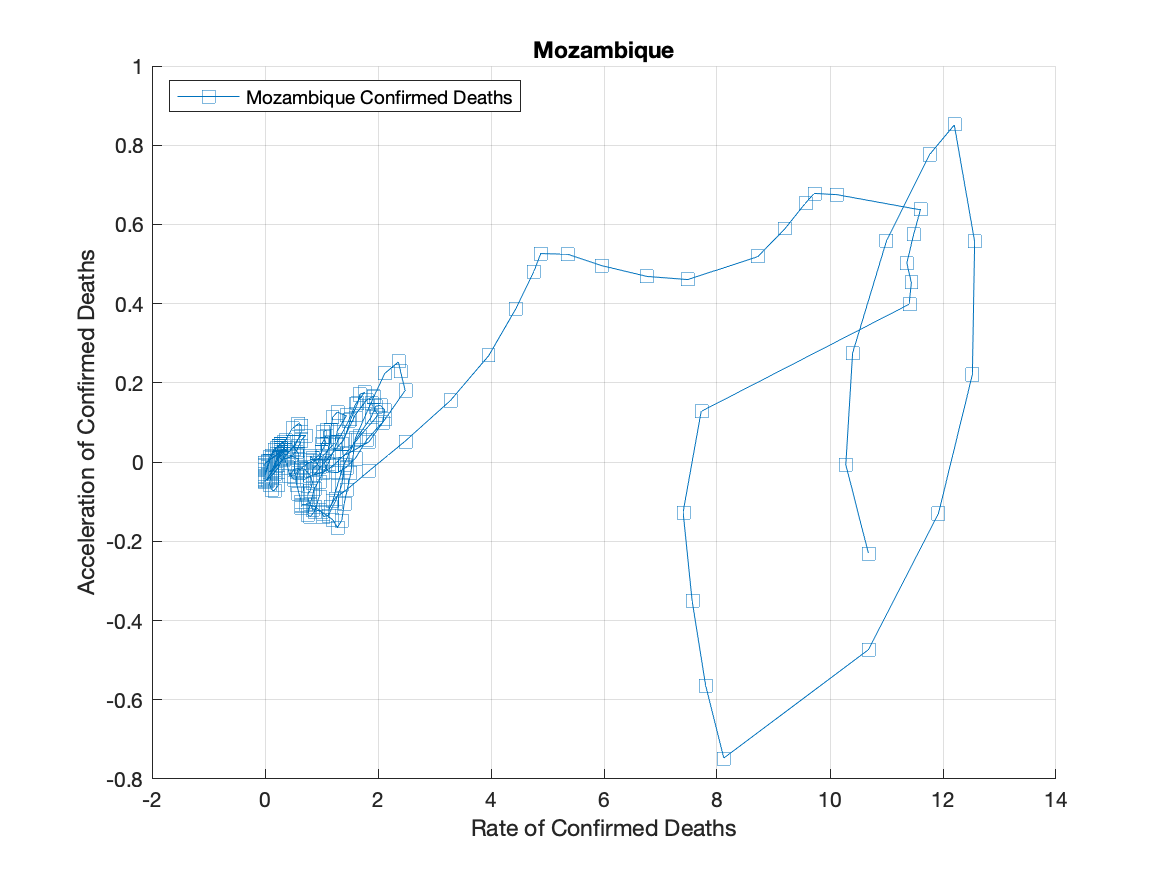 Mozambique
Mozambique Confirmed Deaths
1
0.8
0.6
0.4
0.2
0
-0.2
-0.4
-0.6
-0.8
Acceleration of Confirmed Deaths
-2 0 2 4 6 8 10 12 14
Rate of Confirmed Deaths